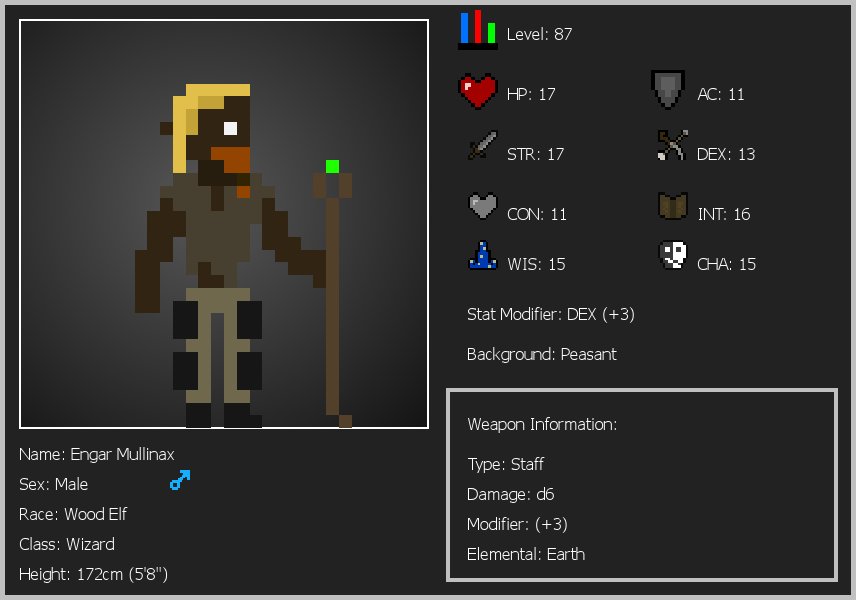 Level: 87
HP: 17
AC: 11
STR: 17
DEX: 13
CON: 11
INT: 16
WIS: 15
CHA: 15
Stat Modifier: DEX (+3)
Background: Peasant
Weapon Information:
Type: Staff
Damage: d6
Modifier: (+3)
Elemental: Earth
Name: Engar Mullinax
Sex: Male
Race: Wood Elf
Class: Wizard
Height: 172cm (5'8")